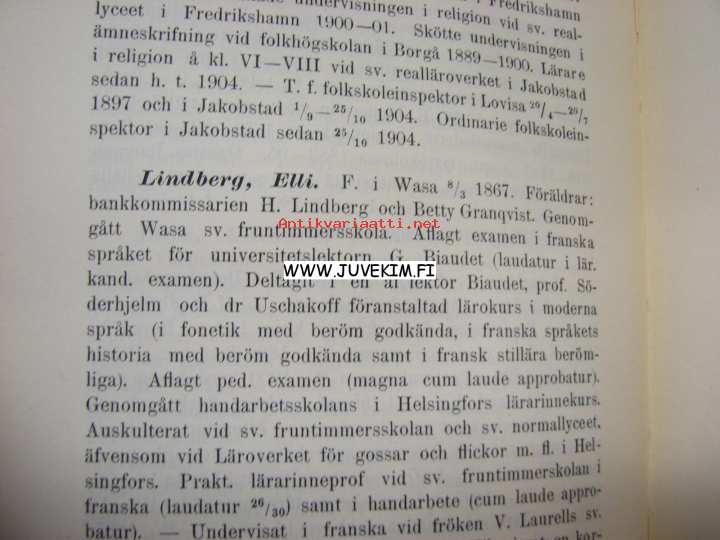 undervisningen i religion vid sv. real-
lyceet i Fredrikshamn 1900—01. Skötte undervisningen i
ämneskrifning vid folkhögskolan i Borgå 1889—1900. Lärare
i religion å kl. VI—VIII vid sv. realläroverket i Jakobstad
sedan h. t. 1904. — T. f. folkskoleinspektor i Lovisa 20/4—20/7
1897 och i Jakobstad 1/9—25/10 1904. Ordinarie folkskolein-
spektor i Jakobstad sedan 25/10 1904.
Lindberg, Elli. F. i Wasa 8/3 1867. Föräldrar:
bankkommissarien H. Lindberg och Betty Granqvist. Genom-
Antikvariaatti.net
gått Wasa sv. fruntimmersskola. Aflagt examen i franska
språket för universitetslektorn G. Biaudet (laudatur i lär.
WWW.JUVEKIM.FI
kand. examen). Deltagit i en af lektor Biaudet, prof. Sö-
derhjelm och dr Uschakoff föranstaltad lärokurs i moderna
språk (i fonetik med beröm godkända, i franska språkets
historia med beröm godkända samt i fransk stillära beröm-
liga). Aflagt ped. examen (magna cum laude approbatur).
Genomgått handarbetsskolans i Helsingfors lärarinnekurs.
Auskulterat vid sv. fruntimmersskolan och sv. normallyceet,
äfvensom vid Läroverket för gossar och flickor m. fl. i Hel-
singfors. Prakt. lärarinneprof vid sv. fruntimmerskolan i
franska (laudatur 26/30) samt i handarbete (cum laude appro-
batur). — Undervisat i franska vid fröken V. Laurells sv.